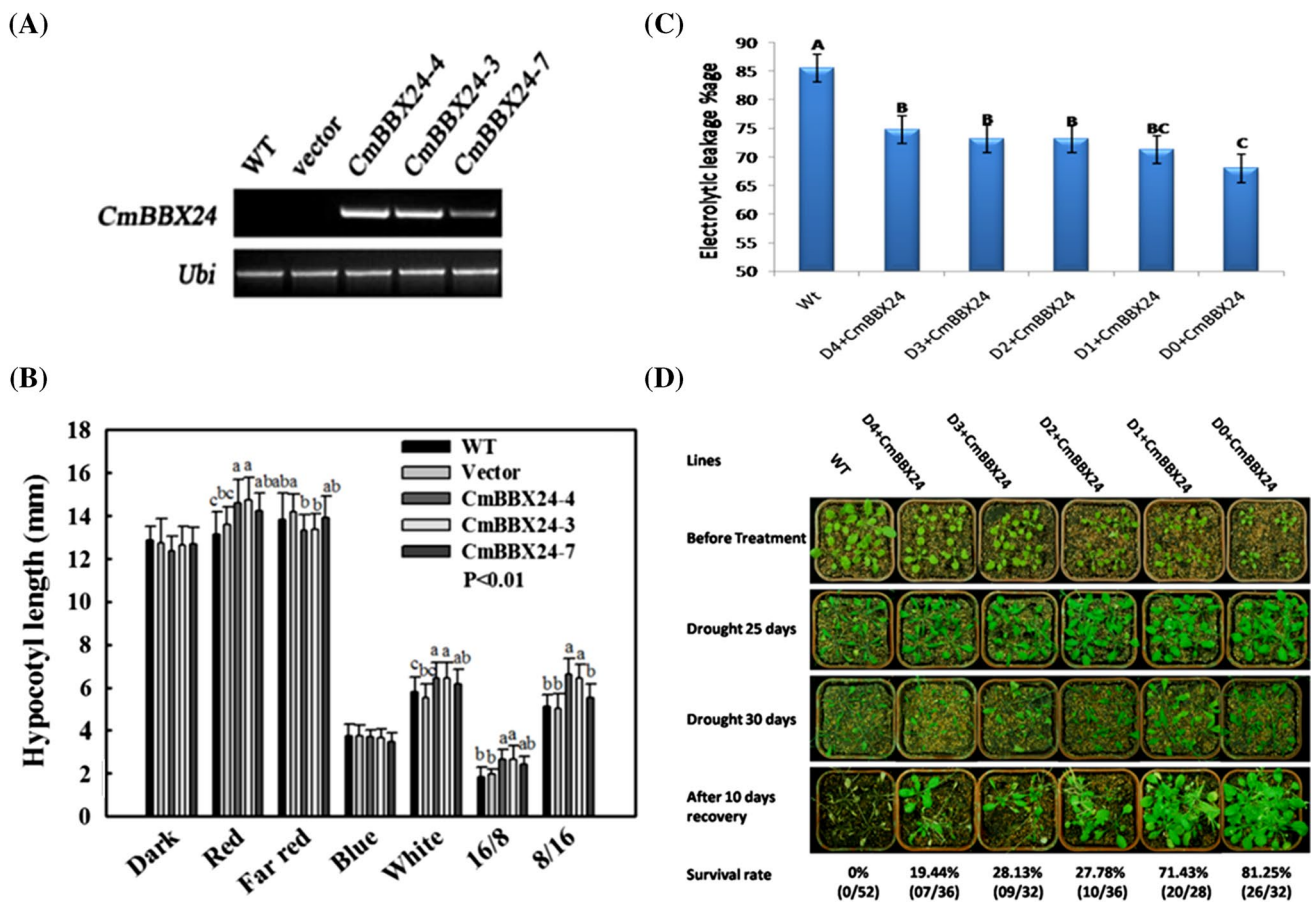 (A)
WT
vector
CmBBX24-4
CmBBX24-3
CmBBX24-7
CmBBX24
Ubi
(B)
Hypocotyl length (mm)
18
16
14
12
10
8
6
4
2
0
WT
Vector
CmBBX24-4
CmBBX24-3
CmBBX24-7
P<0.01
c bc a a ab
ab a b b ab
c bc a a ab
b b a a ab
b b a a b
Dark
Red
Far red
Blue
White
16/8
8/16
(C)
Electrolytic leakage %age
90
85
80
75
70
65
60
55
50
A
B
B
B
BC
C
Wt
D4+CmBBX24
D3+CmBBX24
D2+CmBBX24
D1+CmBBX24
D0+CmBBX24
(D)
Lines
WT
D4+CmBBX24
D3+CmBBX24
D2+CmBBX24
D1+CmBBX24
D0+CmBBX24
Before Treatment
Drought 25 days
Drought 30 days
After 10 days
recovery
Survival rate
0% 19.44% 28.13% 27.78% 71.43% 81.25%
(0/52) (07/36) (09/32) (10/36) (20/28) (26/32)